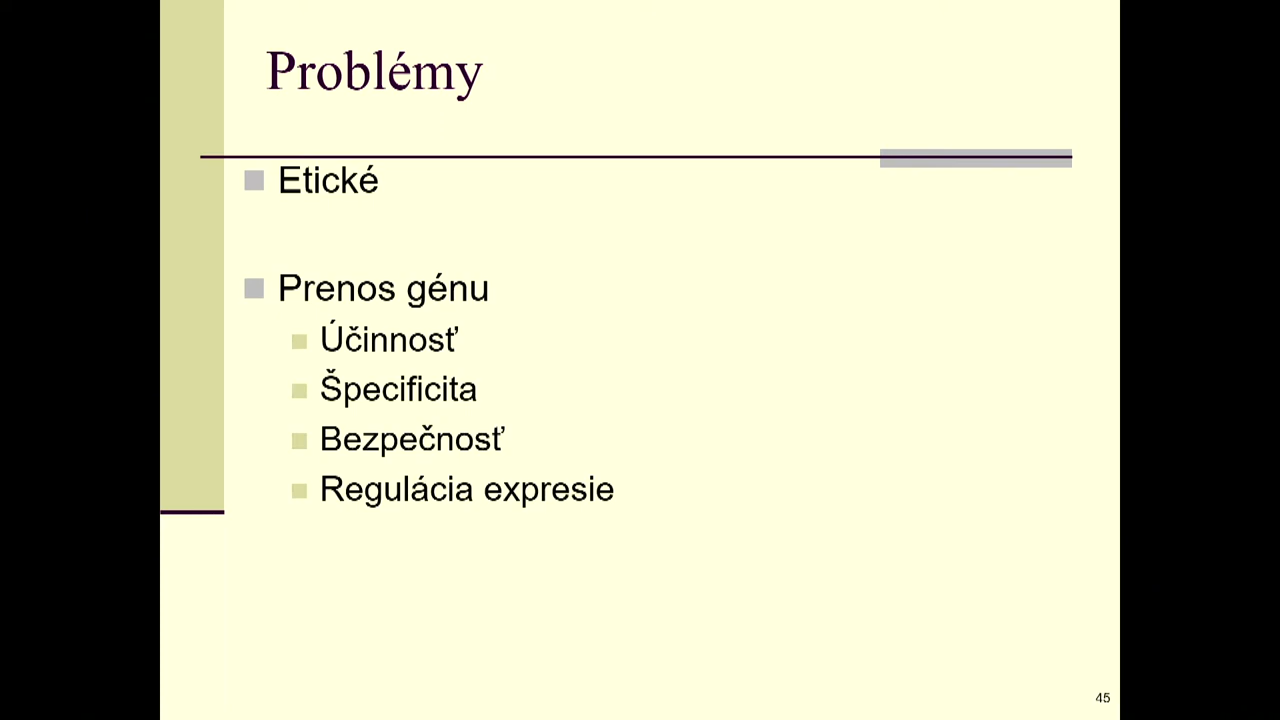 Problémy
Etické
Prenos génu
Účinnosť
Špecificita
Bezpečnosť
Regulácia expresie
45